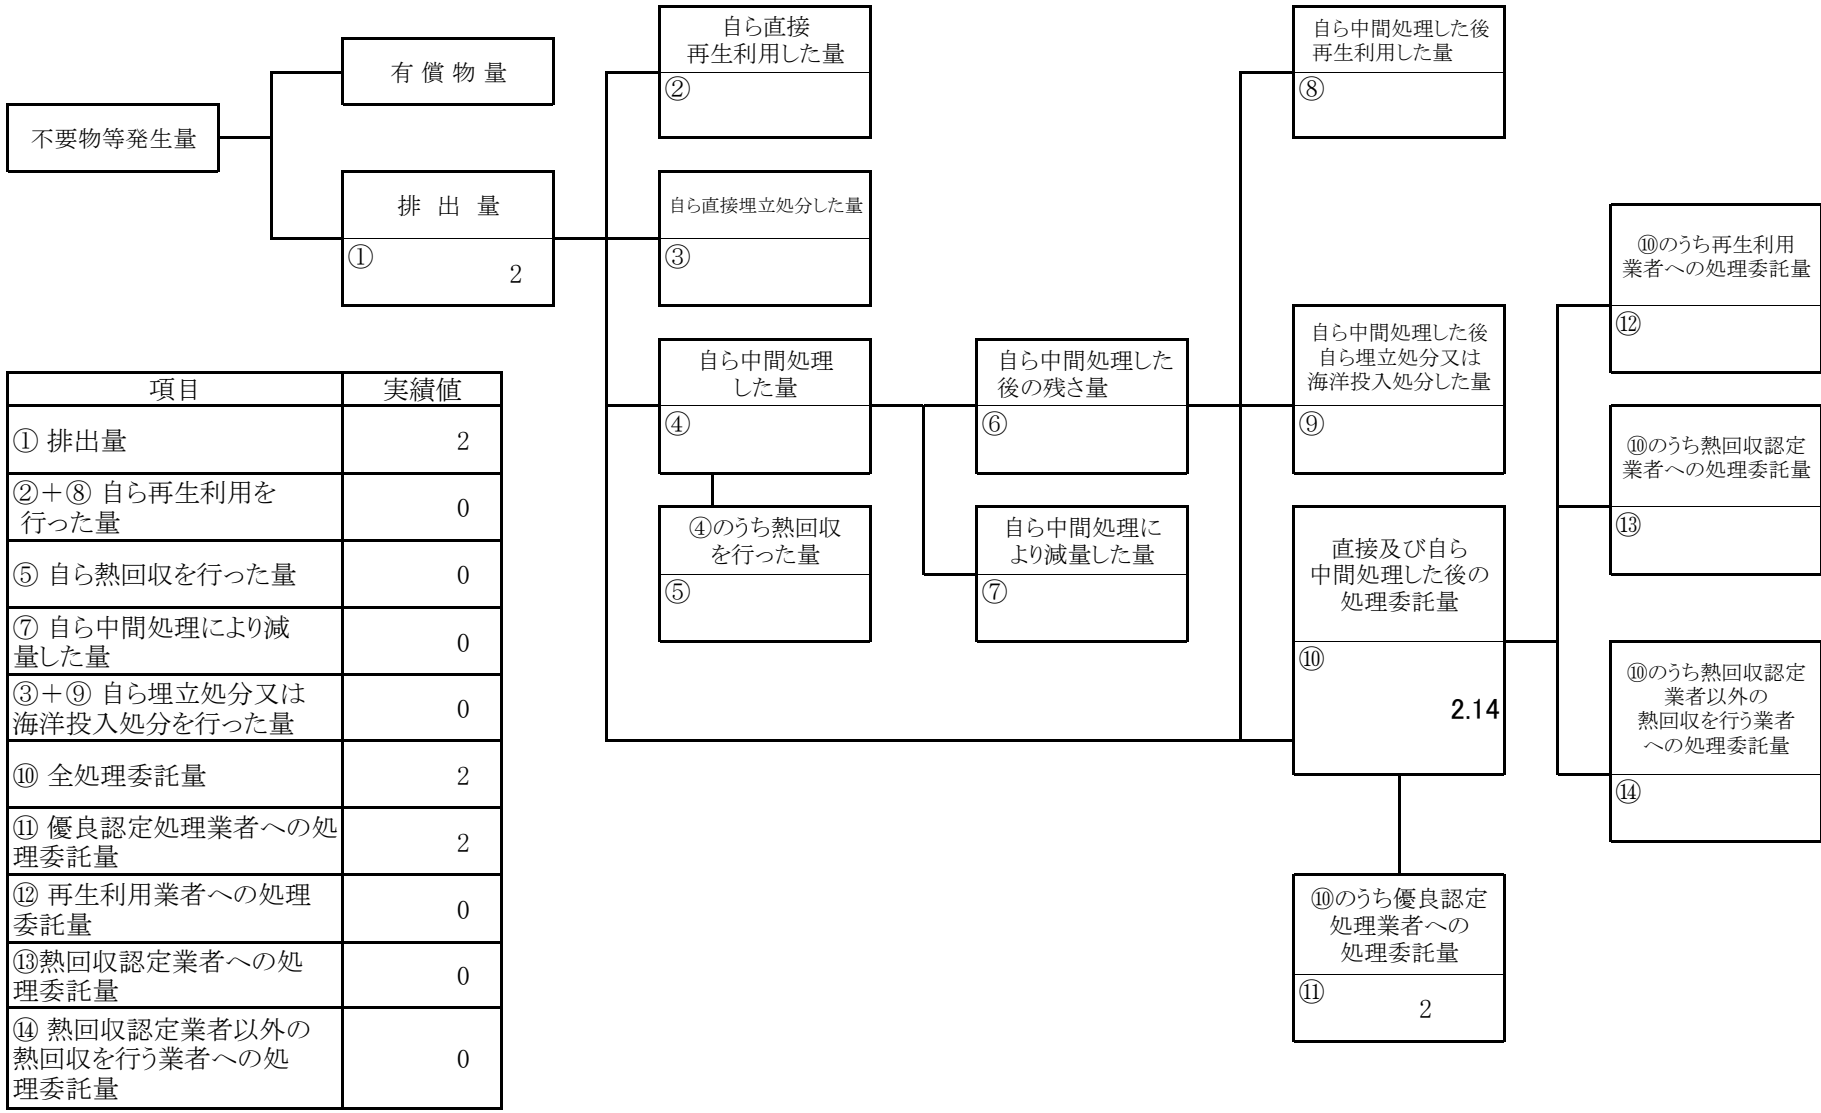 不要物等発生量
有 償 物 量
排 出 量
①
2
自ら直接
再生利用した量
②
自ら直接埋立処分した量
③
自ら中間処理
した量
④
④のうち熱回収
を行った量
⑤
自ら中間処理した
後の残さ量
⑥
自ら中間処理に
より減量した量
⑦
自ら中間処理した後
再生利用した量
⑧
自ら中間処理した後
自ら埋立処分又は
海洋投入処分した量
⑨
直接及び自ら
中間処理した後の
処理委託量
⑩
2.14
⑩のうち優良認定
処理業者への
処理委託量
⑪
2
⑩のうち再生利用
業者への処理委託量
⑫
⑩のうち熱回収認定
業者への処理委託量
⑬
⑩のうち熱回収認定
業者以外の
熱回収を行う業者
への処理委託量
⑭
項目 実績値
① 排出量 2
②＋⑧ 自ら再生利用を
行った量 0
⑤ 自ら熱回収を行った量 0
⑦ 自ら中間処理により減
量した量 0
③＋⑨ 自ら埋立処分又は
海洋投入処分を行った量 0
⑩ 全処理委託量 2
⑪ 優良認定処理業者への処
理委託量 2
⑫ 再生利用業者への処理
委託量 0
⑬熱回収認定業者への処
理委託量 0
⑭ 熱回収認定業者以外の
熱回収を行う業者への処
理委託量 0